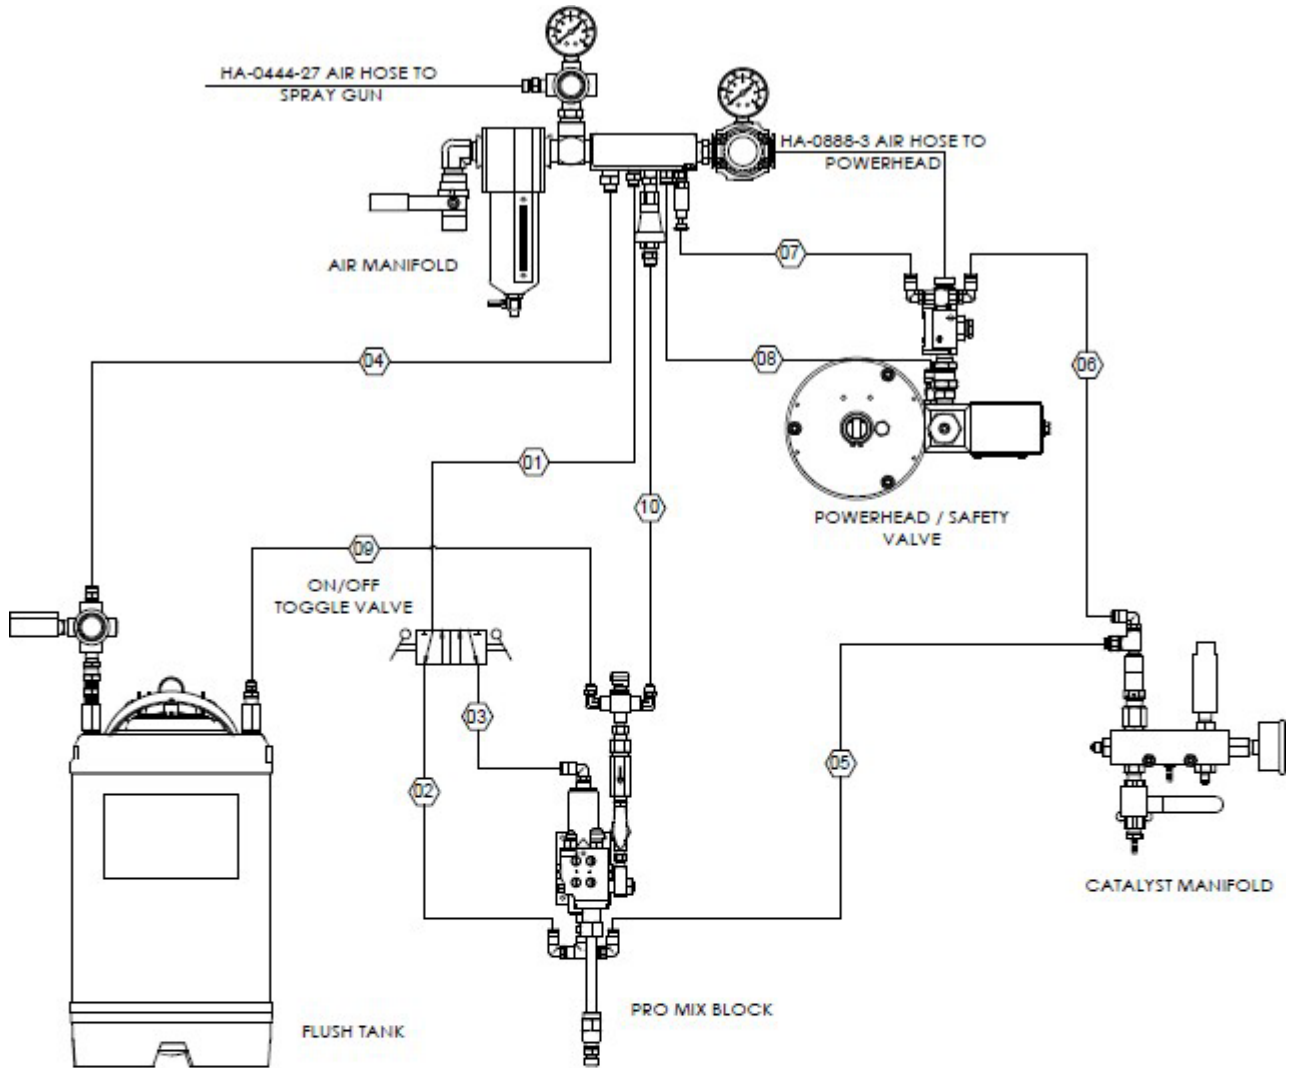 HA-0444-27 AIR HOSE TO
SPRAY GUN
HA-0888-3 AIR HOSE TO
POWERHEAD
AIR MANIFOLD
07
04
08
06
01
10
POWERHEAD / SAFETY
VALVE
09
ON/OFF
TOGGLE VALVE
03
02
05
CATALYST MANIFOLD
PRO MIX BLOCK
FLUSH TANK